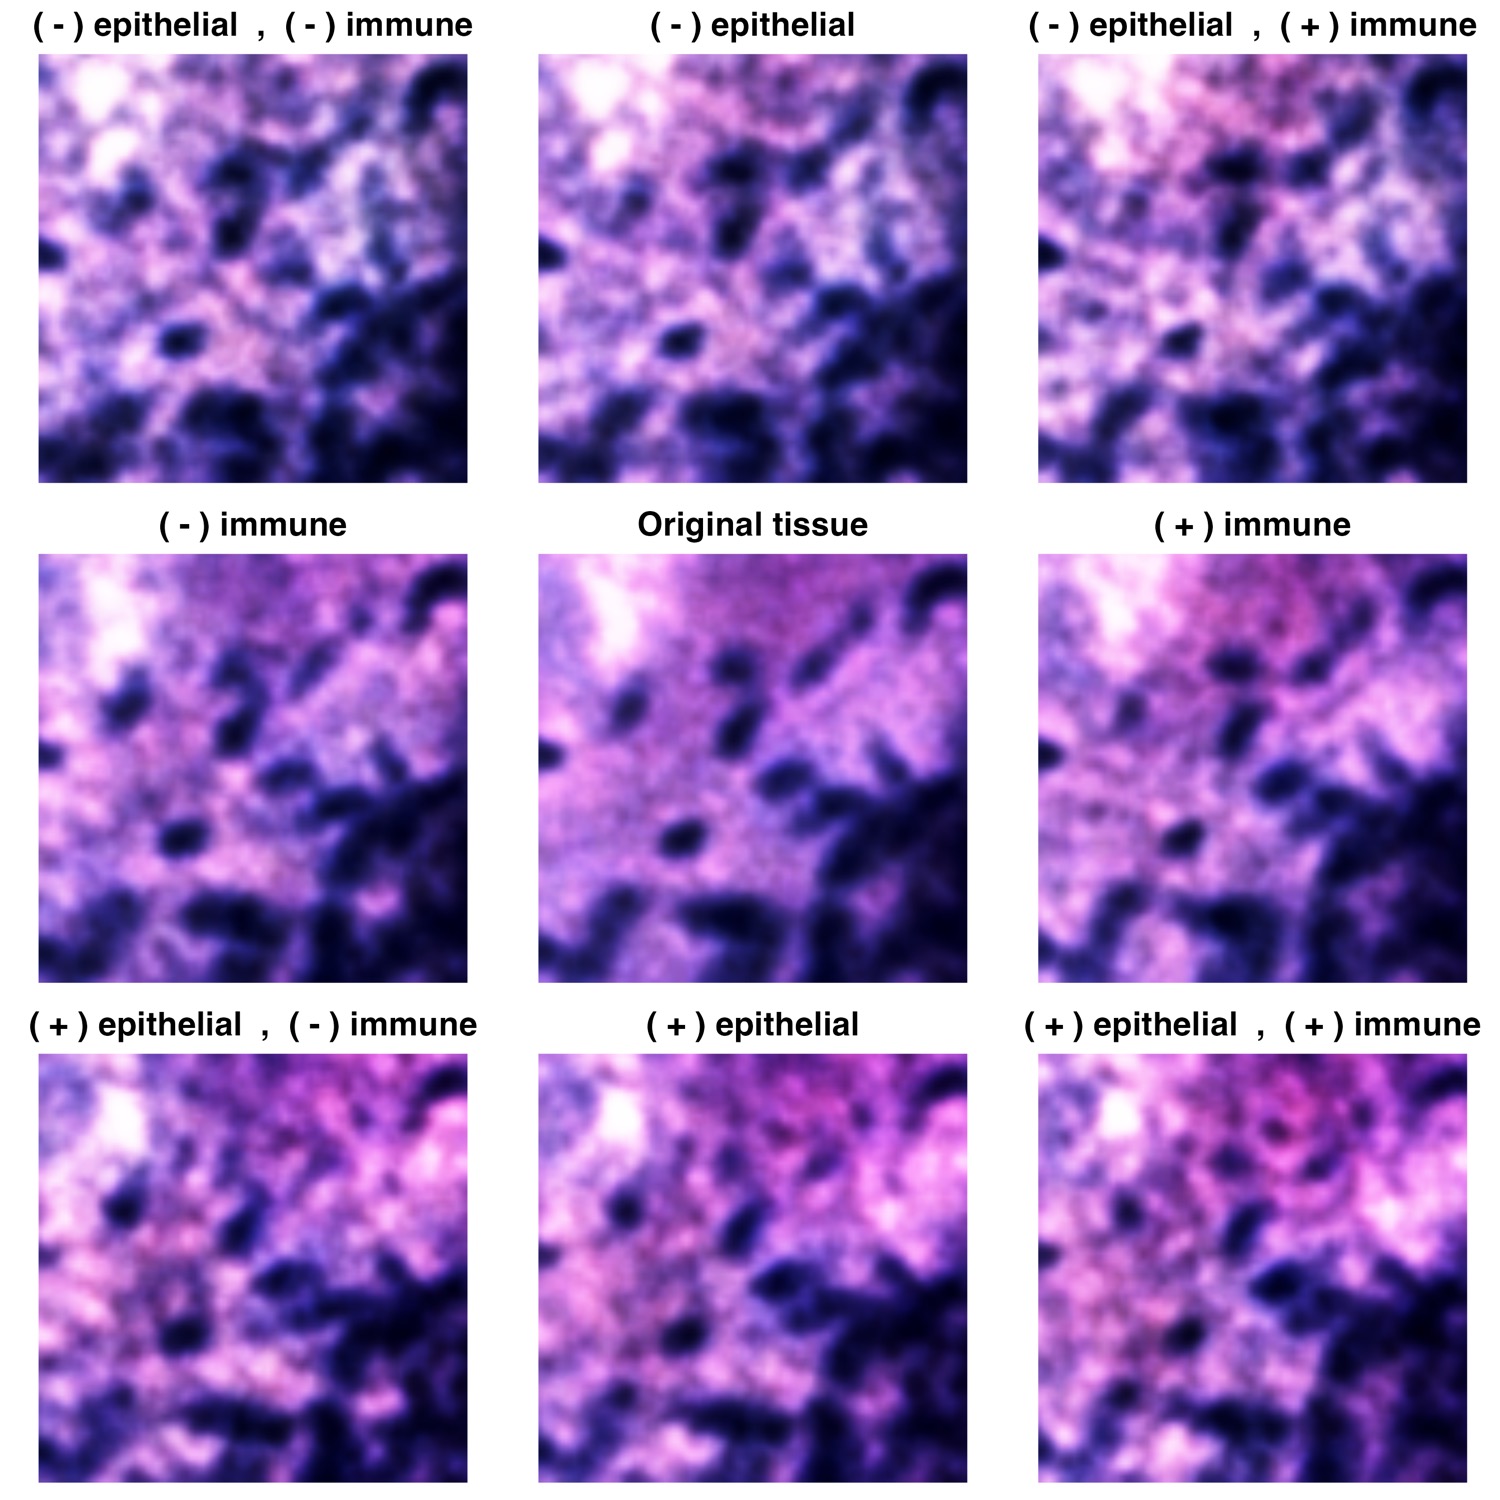 ( - ) epithelial , ( - ) immune
( - ) epithelial
( - ) epithelial , ( + ) immune
( - ) immune
Original tissue
( + ) immune
( + ) epithelial , ( - ) immune
( + ) epithelial
( + ) epithelial , ( + ) immune